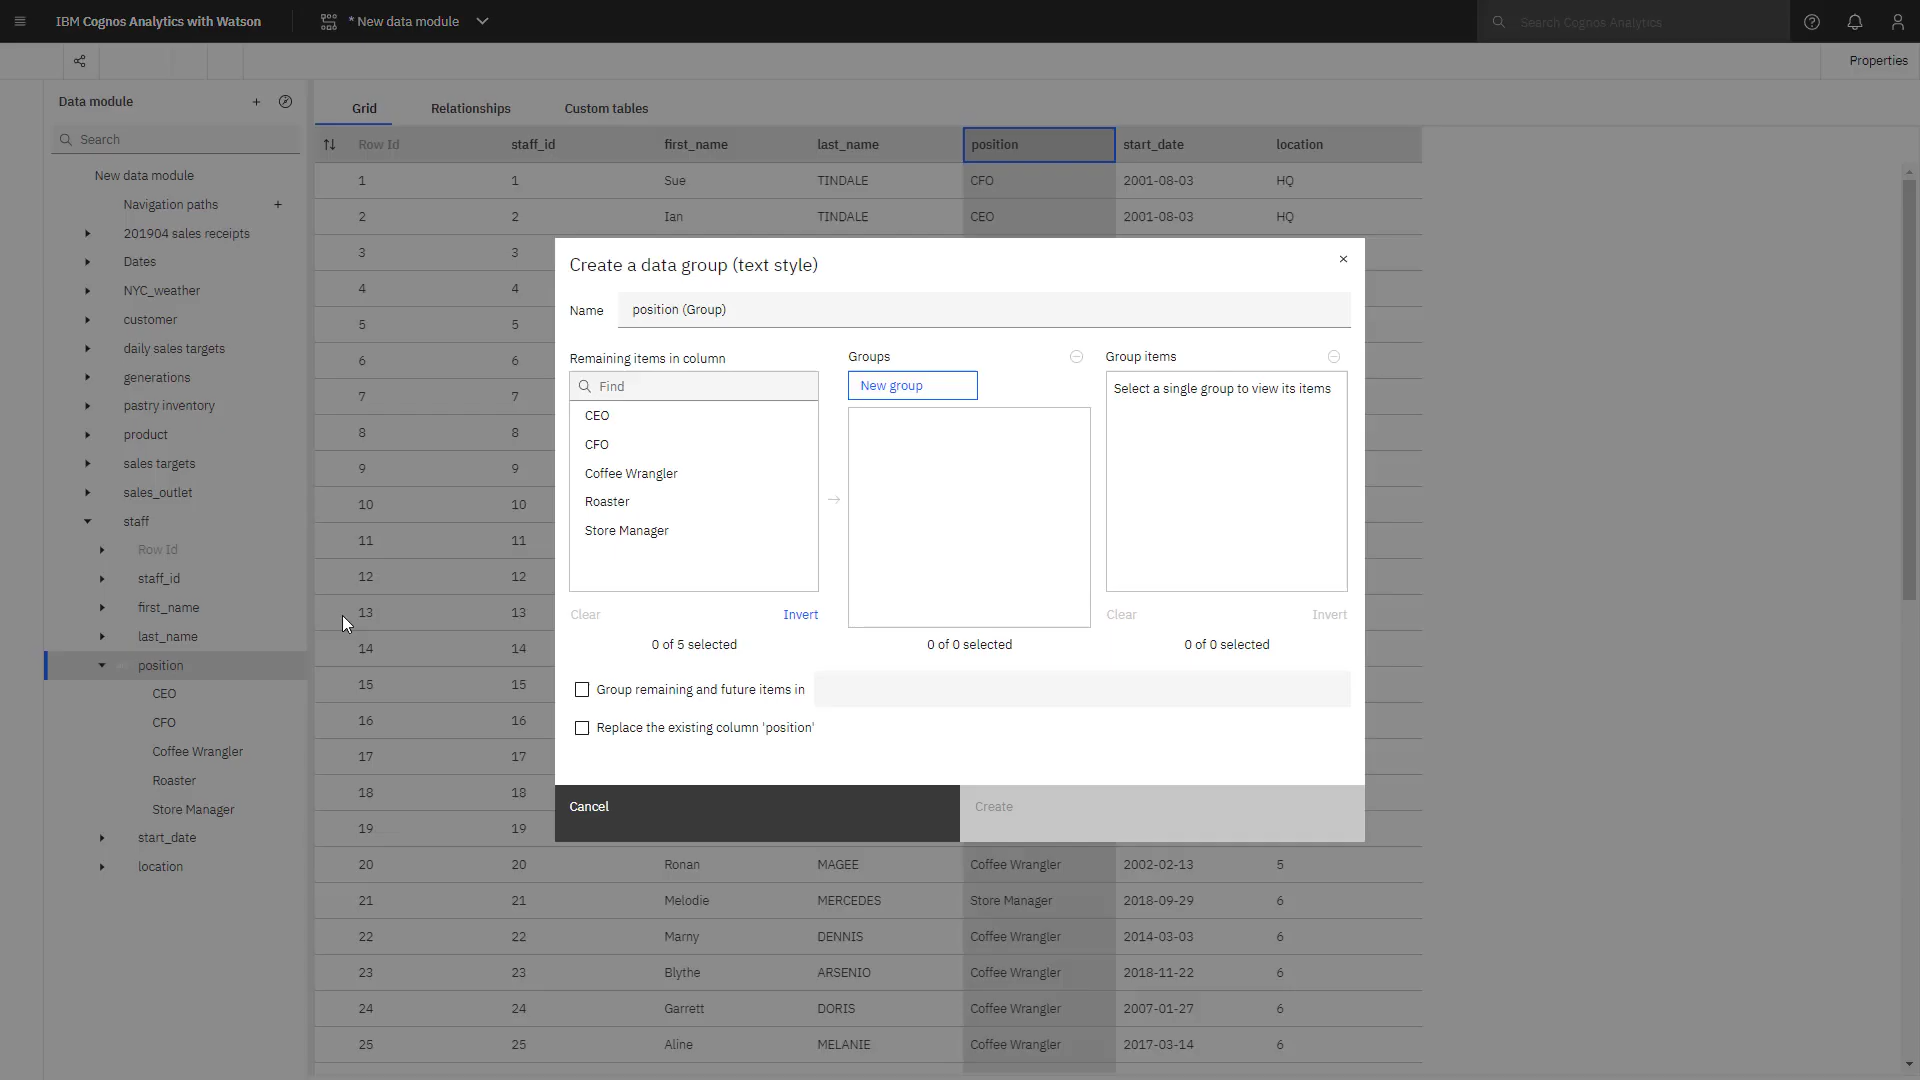 IBM Cognos Analytics with Watson
* New data module
Search Cognos Analytics
Properties
Data module
Search
New data module
Navigation paths
201904 sales receipts
Dates
NYC_weather
customer
daily sales targets
generations
pastry inventory
product
sales targets
sales_outlet
staff
Row Id
staff_id
first_name
last_name
position
CEO
CFO
Coffee Wrangler
Roaster
Store Manager
start_date
location
Grid Relationships Custom tables
Row Id staff_id first_name last_name position start_date location
1 1 Sue TINDALE CFO 2001-08-03 HQ
2 2 Ian TINDALE CEO 2001-08-03 HQ
3 3
4 4
5 5
6 6
7 7
8 8
9 9
10 10
11 11
12 12
13 13
14 14
15 15
16 16
17 17
18 18
19 19
20 20 Ronan MAGEE Coffee Wrangler 2002-02-13 5
21 21 Melodie MERCEDES Store Manager 2018-09-29 6
22 22 Marny DENNIS Coffee Wrangler 2014-03-03 6
23 23 Blythe ARSENIO Coffee Wrangler 2018-11-22 6
24 24 Garrett DORIS Coffee Wrangler 2007-01-27 6
25 25 Aline MELANIE Coffee Wrangler 2017-03-14 6
Create a data group (text style)
Name position (Group)
Remaining items in column
Find
CEO
CFO
Coffee Wrangler
Roaster
Store Manager
Clear Invert
0 of 5 selected
Groups
New group
0 of 0 selected
Group items
Select a single group to view its items
Clear Invert
0 of 0 selected
Group remaining and future items in
Replace the existing column 'position'
Cancel Create